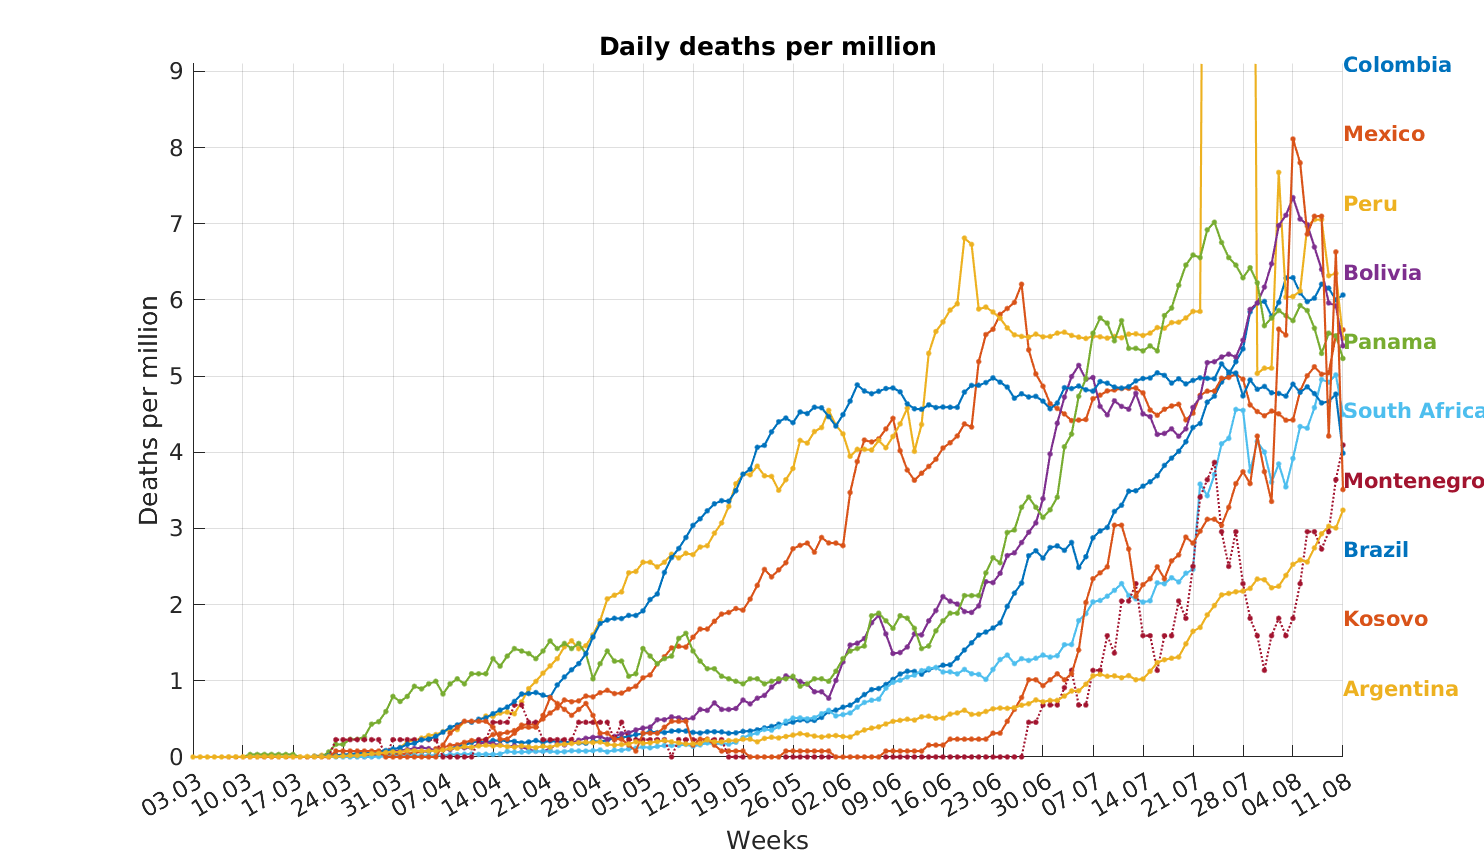 Daily deaths per million
Deaths per million
9
8
7
6
5
4
3
2
1
0
03.03
10.03
17.03
24.03
31.03
07.04
14.04
21.04
28.04
05.05
12.05
19.05
26.05
02.06
09.06
16.06
23.06
30.06
07.07
14.07
21.07
28.07
04.08
11.08
Weeks
Colombia
Mexico
Peru
Bolivia
Panama
South Africa
Montenegro
Brazil
Kosovo
Argentina